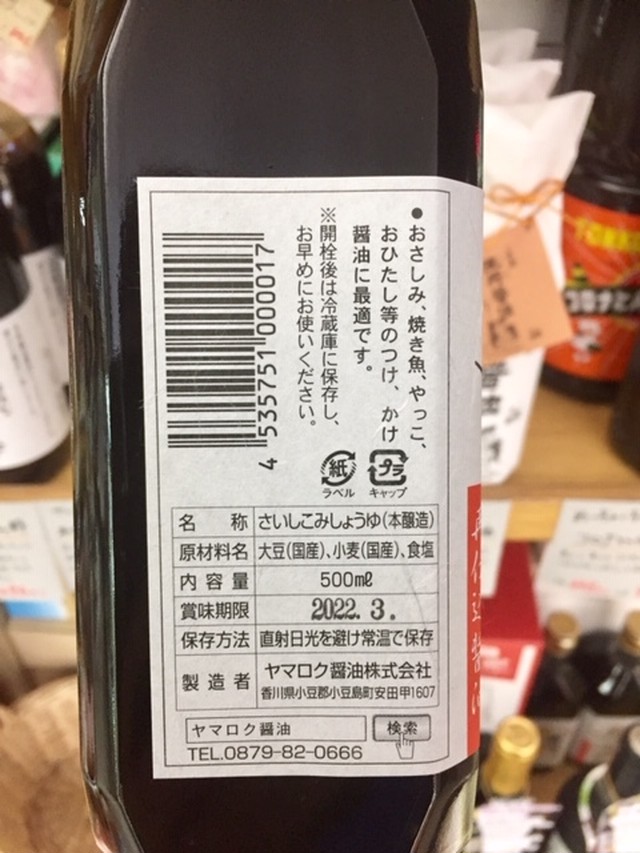 ●おさしみ、焼き魚、やっこ、
おひたし等のつけ、かけ
醤油に最適です。
※開栓後は冷蔵庫に保存し、
お早めにお使いください。
4 535751 000017
紙
ラベル
プラ
キャップ
名称 さいしこみしょうゆ(本醸造)
原材料名 大豆(国産)、小麦(国産)、食塩
内容量 500mℓ
賞味期限 2022.3.
保存方法 直射日光を避け常温で保存
製造者 ヤマロク醤油株式会社
香川県小豆郡小豆島町安田甲1607
ヤマロク醤油 検索
TEL.0879-82-0666